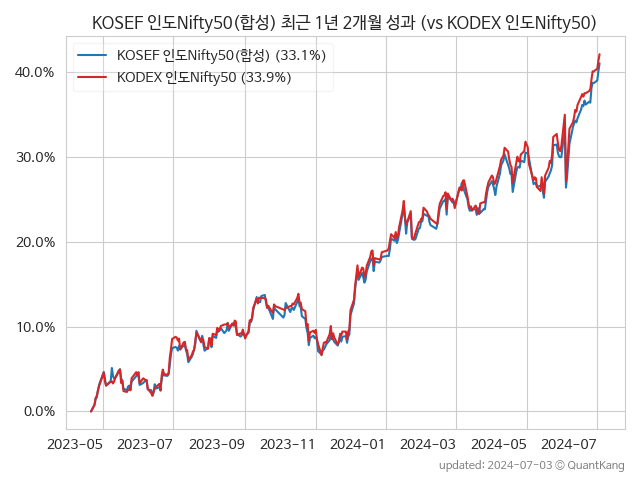 KOSEF 인도Nifty50(합성) 최근 1년 2개월 성과 (vs KODEX 인도Nifty50)
KOSEF 인도Nifty50(합성) (33.1%)
KODEX 인도Nifty50 (33.9%)
40.0%
30.0%
20.0%
10.0%
0.0%
2023-05 2023-07 2023-09 2023-11 2024-01 2024-03 2024-05 2024-07
updated: 2024-07-03 © QuantKang